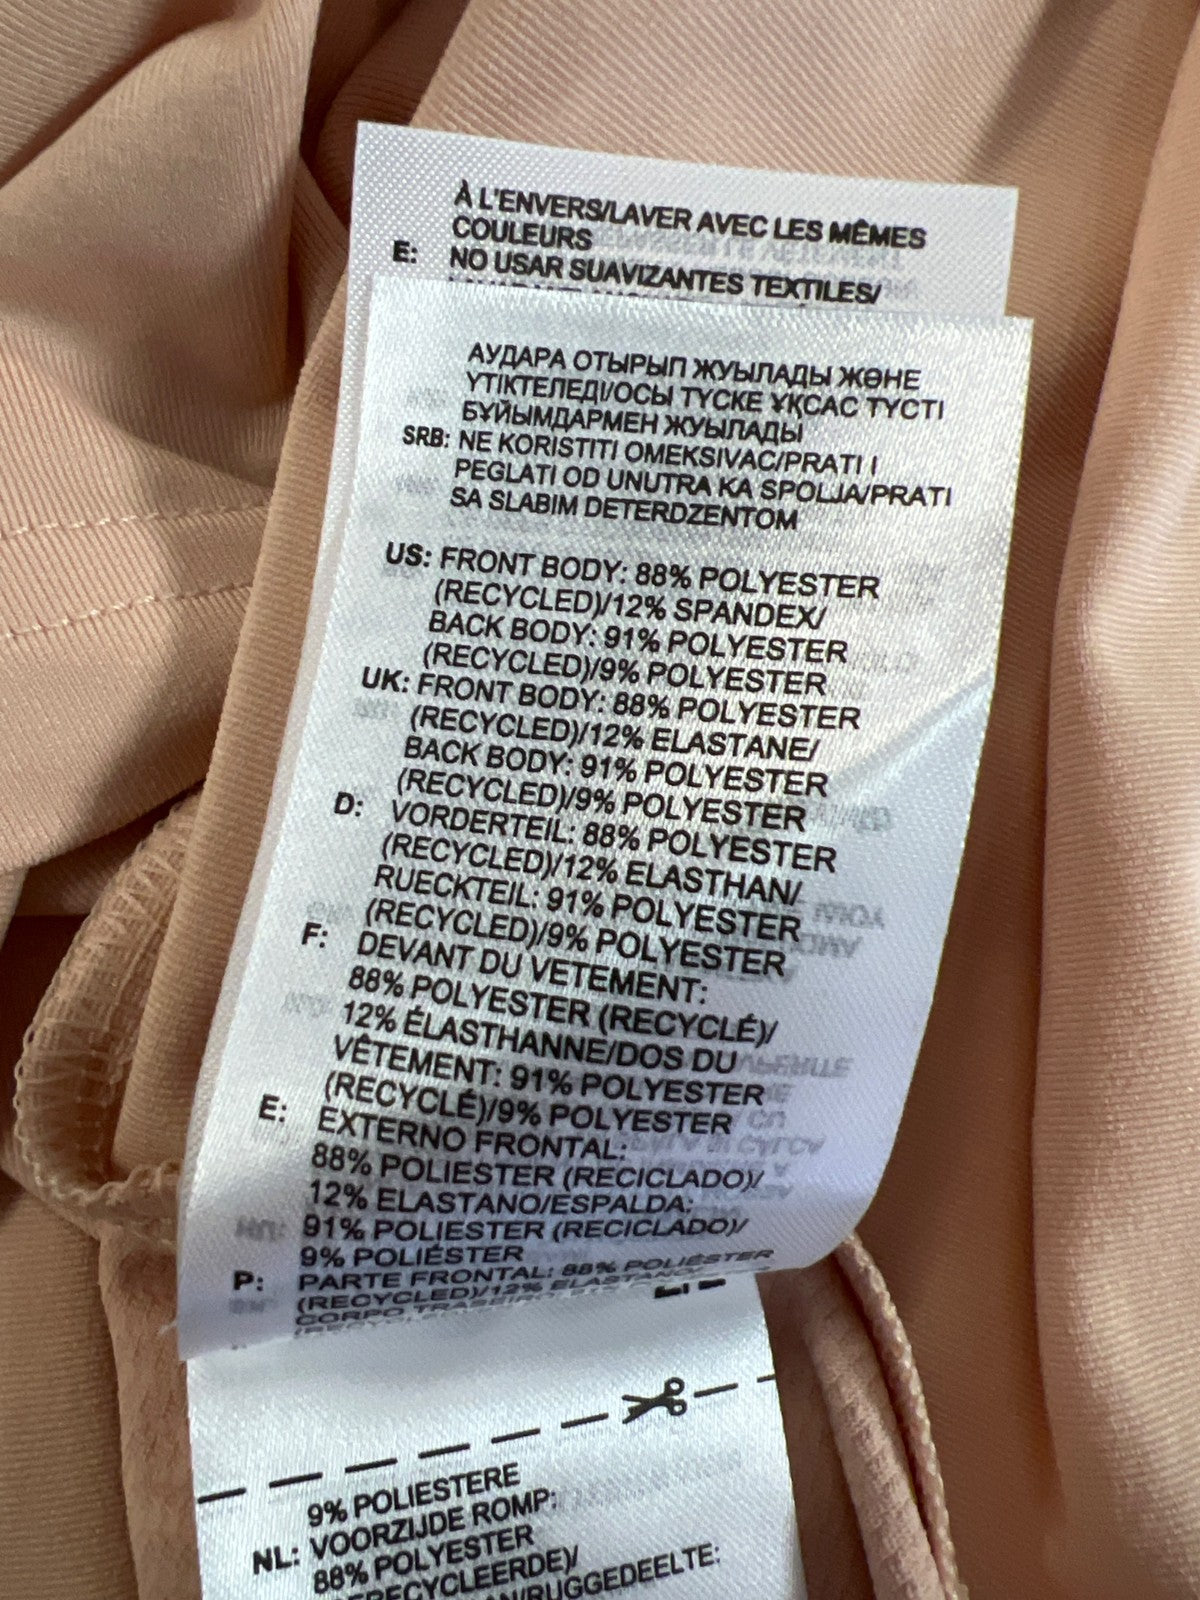 À L'ENVERS/LAVER AVEC LES MÊMES
COULEURS
E: NO USAR SUAVIZANTES TEXTILES/
АУДАРА ОТЫРЫП ЖУЫЛАДЫ ЖӘНЕ
ҮТІКТЕЛЕДІ/ОСЫ ТҮСКЕ ҰҚСАС ТҮСТІ
БҰЙЫМДАРМЕН ЖУЫЛАДЫ
SRB: NE KORISTITI OMEKSIVAC/PRATI I
PEGLATI OD UNUTRA KA SPOLJA/PRATI
SA SLABIM DETERDZENTOM
US: FRONT BODY: 88% POLYESTER
(RECYCLED)/12% SPANDEX/
BACK BODY: 91% POLYESTER
(RECYCLED)/9% POLYESTER
UK: FRONT BODY: 88% POLYESTER
(RECYCLED)/12% ELASTANE/
BACK BODY: 91% POLYESTER
(RECYCLED)/9% POLYESTER
D: VORDERTEIL: 88% POLYESTER
(RECYCLED)/12% ELASTHAN/
RUECKTEIL: 91% POLYESTER
(RECYCLED)/9% POLYESTER
F: DEVANT DU VETEMENT:
88% POLYESTER (RECYCLÉ)/
12% ÉLASTHANNE/DOS DU
VÊTEMENT: 91% POLYESTER
(RECYCLÉ)/9% POLYESTER
E: EXTERNO FRONTAL:
88% POLIESTER (RECICLADO)/
12% ELASTANO/ESPALDA:
91% POLIESTER (RECICLADO)/
9% POLIÉSTER
P: PARTE FRONTAL: 88% POLIÉSTER
(RECYCLED)/12% ELASTANO/
CORPO TRASEIRO:
9% POLIESTERE
NL: VOORZIJDE ROMP:
88% POLYESTER